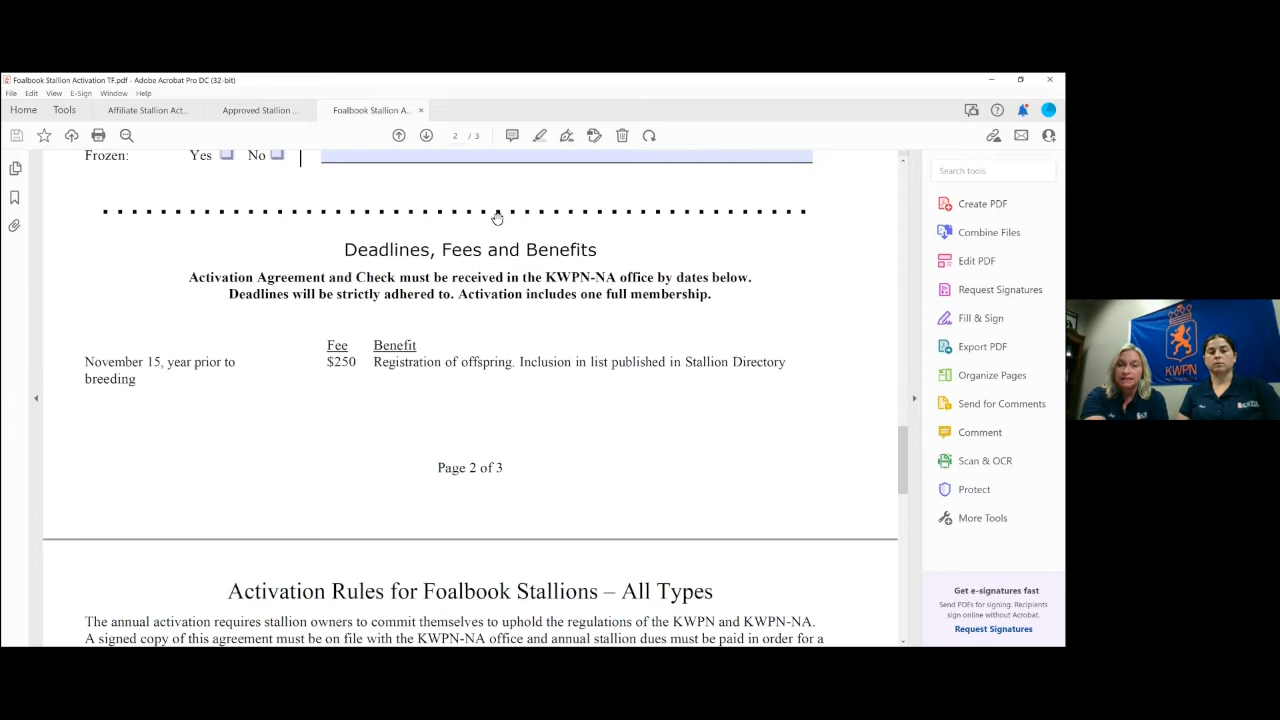 Foalbook Stallion Activation TF.pdf - Adobe Acrobat Pro DC (32-bit)
File Edit View E-Sign Window Help
Home Tools Affiliate Stallion Act... Approved Stallion ... Foalbook Stallion A... ×
2 / 3
Frozen: Yes No
Search tools
Create PDF
Combine Files
Edit PDF
Request Signatures
Fill & Sign
Export PDF
Organize Pages
Send for Comments
Comment
Scan & OCR
Protect
More Tools
Deadlines, Fees and Benefits
Activation Agreement and Check must be received in the KWPN-NA office by dates below.
Deadlines will be strictly adhered to. Activation includes one full membership.
Fee Benefit
November 15, year prior to $250 Registration of offspring. Inclusion in list published in Stallion Directory
breeding
Page 2 of 3
Activation Rules for Foalbook Stallions – All Types
The annual activation requires stallion owners to commit themselves to uphold the regulations of the KWPN and KWPN-NA.
A signed copy of this agreement must be on file with the KWPN-NA office and annual stallion dues must be paid in order for a
Get e-signatures fast
Send PDFs for signing. Recipients
sign online without Acrobat.
Request Signatures
KWPN